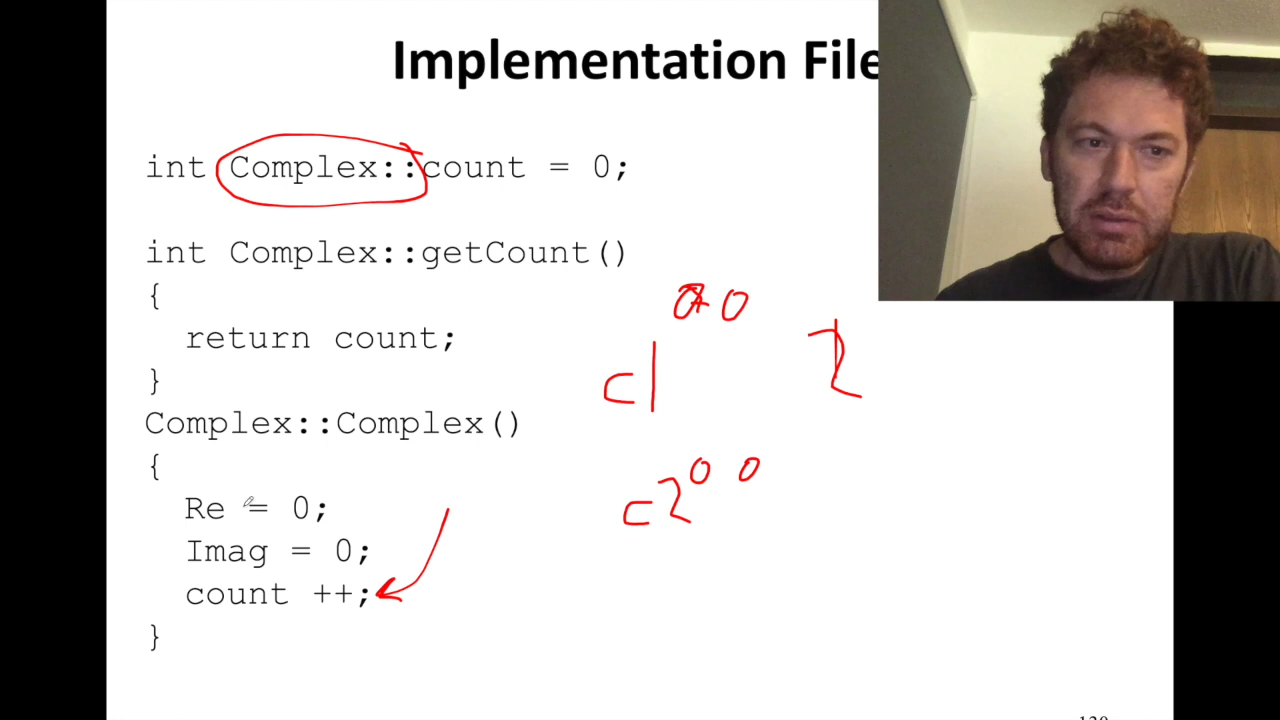 Implementation File
int Complex::count = 0;
int Complex::getCount()
{
return count;
}
Complex::Complex()
{
Re = 0;
Imag = 0;
count ++;
}
0 0
c1
2
c2 0 0